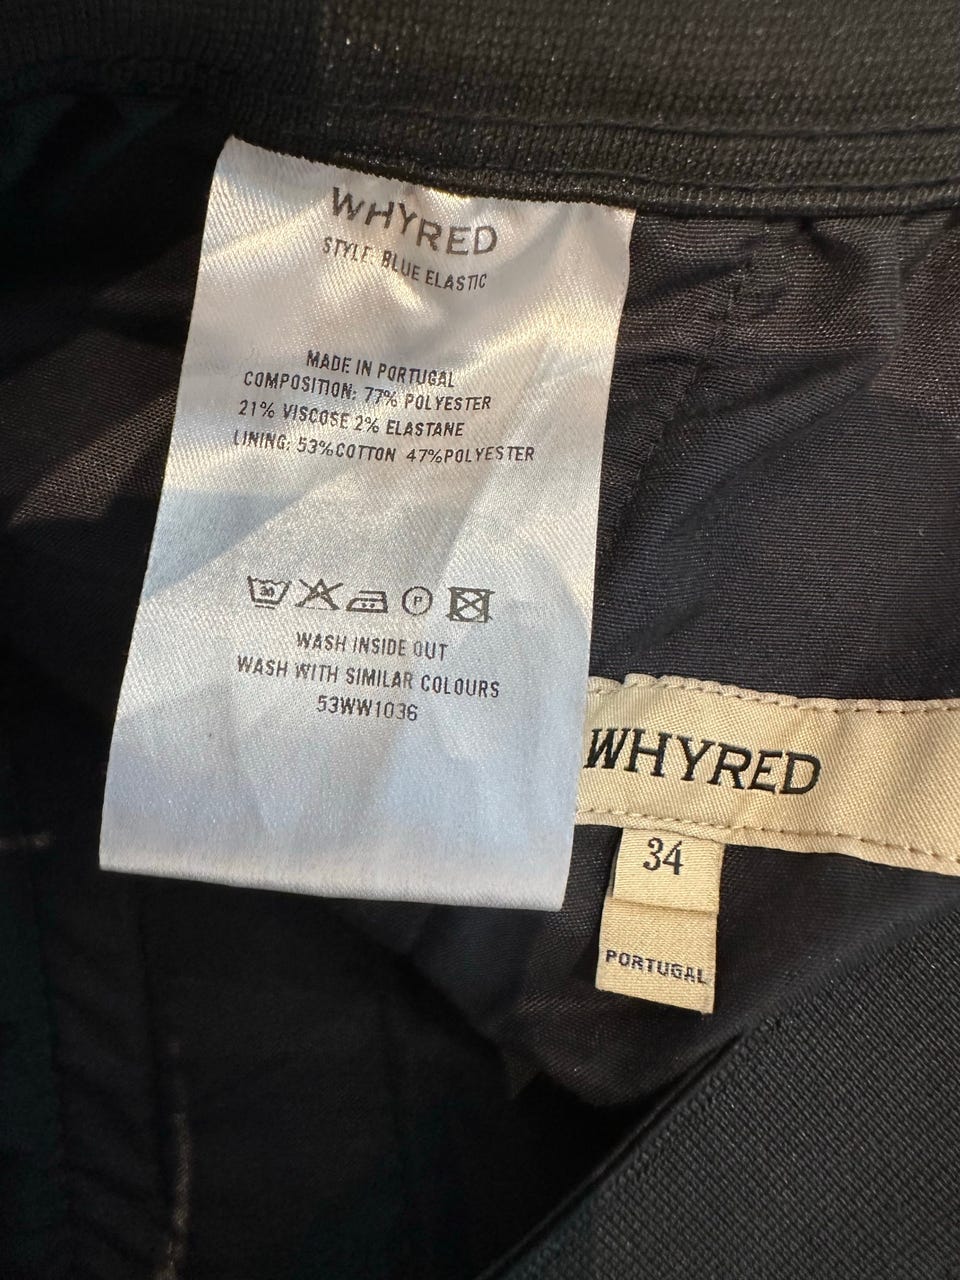 WHYRED
STYLE BLUE ELASTIC
MADE IN PORTUGAL
COMPOSITION: 77% POLYESTER
21% VISCOSE 2% ELASTANE
LINING: 53%COTTON 47%POLYESTER
30 P
WASH INSIDE OUT
WASH WITH SIMILAR COLOURS
53WW1036
WHYRED
34
PORTUGAL